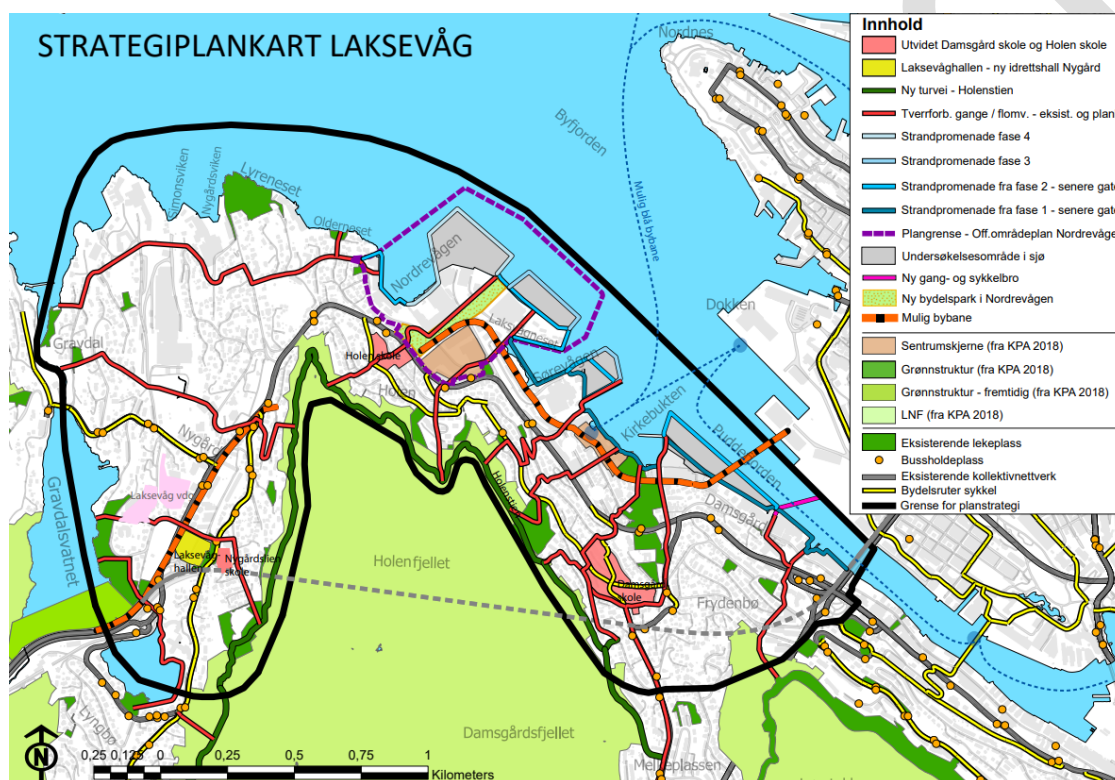 STRATEGIPLANKART LAKSEVÅG
Innhold
Utvidet Damsgård skole og Holen skole
Laksevåghallen - ny idrettshall Nygård
Ny turvei - Holenstien
Tverrforb. gange / flomv. - eksist. og plan
Strandpromenade fase 4
Strandpromenade fase 3
Strandpromenade fra fase 2 - senere gate
Strandpromenade fra fase 1 - senere gate
Plangrense - Off.områdeplan Nordrevåge
Undersøkelsesområde i sjø
Ny gang- og sykkelbro
Ny bydelspark i Nordrevågen
Mulig bybane
Sentrumskjerne (fra KPA 2018)
Grønnstruktur (fra KPA 2018)
Grønnstruktur - fremtidig (fra KPA 2018)
LNF (fra KPA 2018)
Eksisterende lekeplass
Bussholdeplass
Eksisterende kollektivnettverk
Bydelsruter sykkel
Grense for planstrategi
Nordnes
Byfjorden
Mulig blå bybane
Simonsviken
Nygårdsviken
Lyreneset
Olderneset
Nordrevågen
Dokken
Laksevågneset
Gravdal
Holen skole
Holen
Sørevågen
Kirkebukten
Puddefjorden
Nygård
Laksevåg vdg
Holenstien
Damsgård
Gravdalsvatnet
Laksevåg-
hallen
Nygårdslien
skole
Holenfjellet
Damsgård
skole
Frydenbø
Lyngbø
Damsgårdsfjellet
Melkeplassen
N
0,25 0,125 0 0,25 0,5 0,75 1
Kilometers